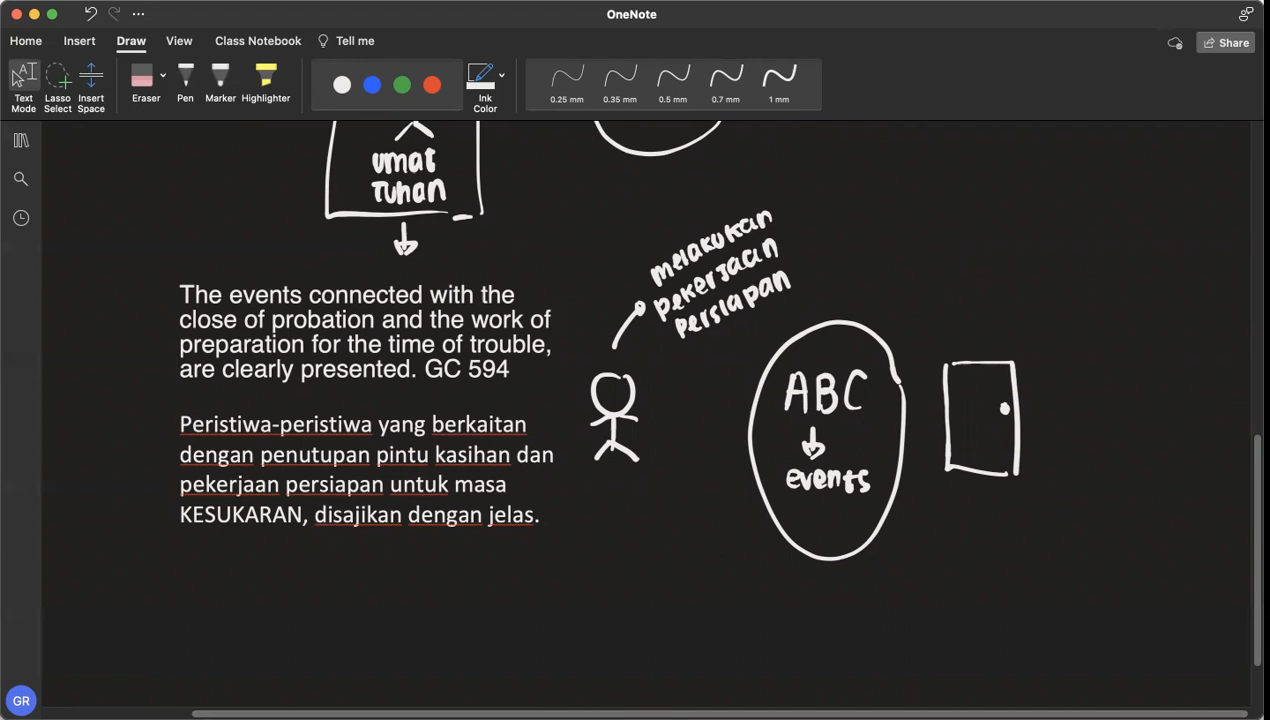 OneNote
Home Insert Draw View Class Notebook Tell me
Share
Text Mode
Lasso Select
Insert Space
Eraser
Pen
Marker
Highlighter
Ink Color
0.25 mm
0.35 mm
0.5 mm
0.7 mm
1 mm
umat
Tuhan
melakukan
pekerjaan
persiapan
The events connected with the
close of probation and the work of
preparation for the time of trouble,
are clearly presented. GC 594
ABC
events
Peristiwa-peristiwa yang berkaitan
dengan penutupan pintu kasihan dan
pekerjaan persiapan untuk masa
KESUKARAN, disajikan dengan jelas.
GR